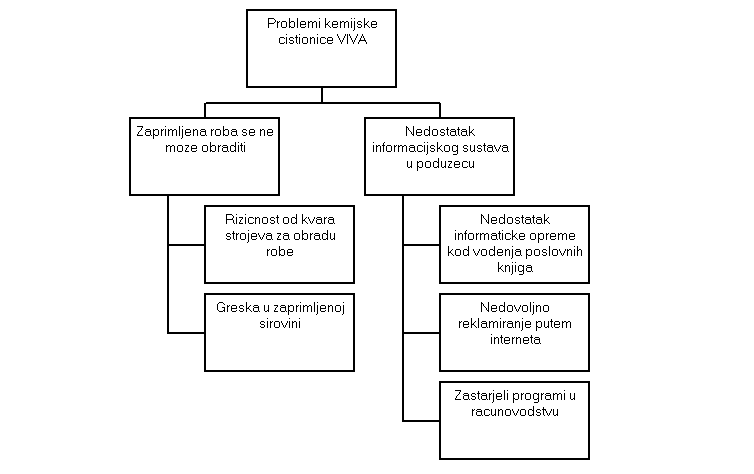 Problemi kemijske
cistionice VIVA
Zaprimljena roba se ne
moze obraditi
Nedostatak
informacijskog sustava
u poduzecu
Rizicnost od kvara
strojeva za obradu
robe
Greska u zaprimljenoj
sirovini
Nedostatak
informaticke opreme
kod vodenja poslovnih
knjiga
Nedovoljno
reklamiranje putem
interneta
Zastarjeli programi u
racunovodstvu